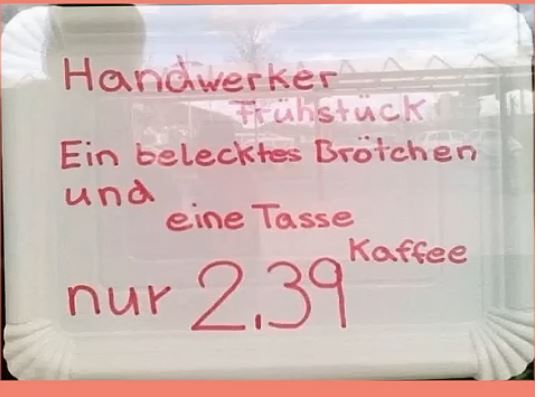 Handwerker
Frühstück
Ein belecktes Brötchen
und
eine Tasse
Kaffee
nur 2.39